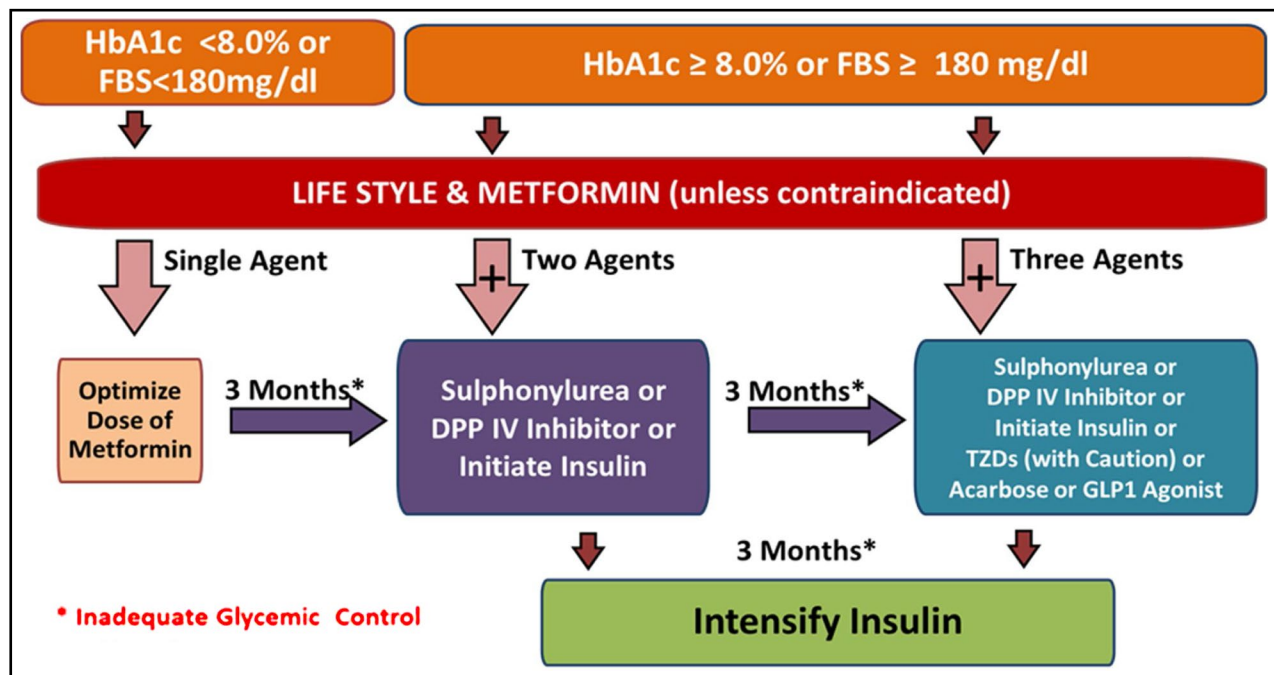 HbA1c <8.0% or
FBS<180mg/dl
HbA1c ≥ 8.0% or FBS ≥ 180 mg/dl
LIFE STYLE & METFORMIN (unless contraindicated)
Single Agent
+
Two Agents
+
Three Agents
Optimize
Dose of
Metformin
3 Months*
Sulphonylurea or
DPP IV Inhibitor or
Initiate Insulin
3 Months*
Sulphonylurea or
DPP IV Inhibitor or
Initiate Insulin or
TZDs (with Caution) or
Acarbose or GLP1 Agonist
3 Months*
Intensify Insulin
* Inadequate Glycemic Control